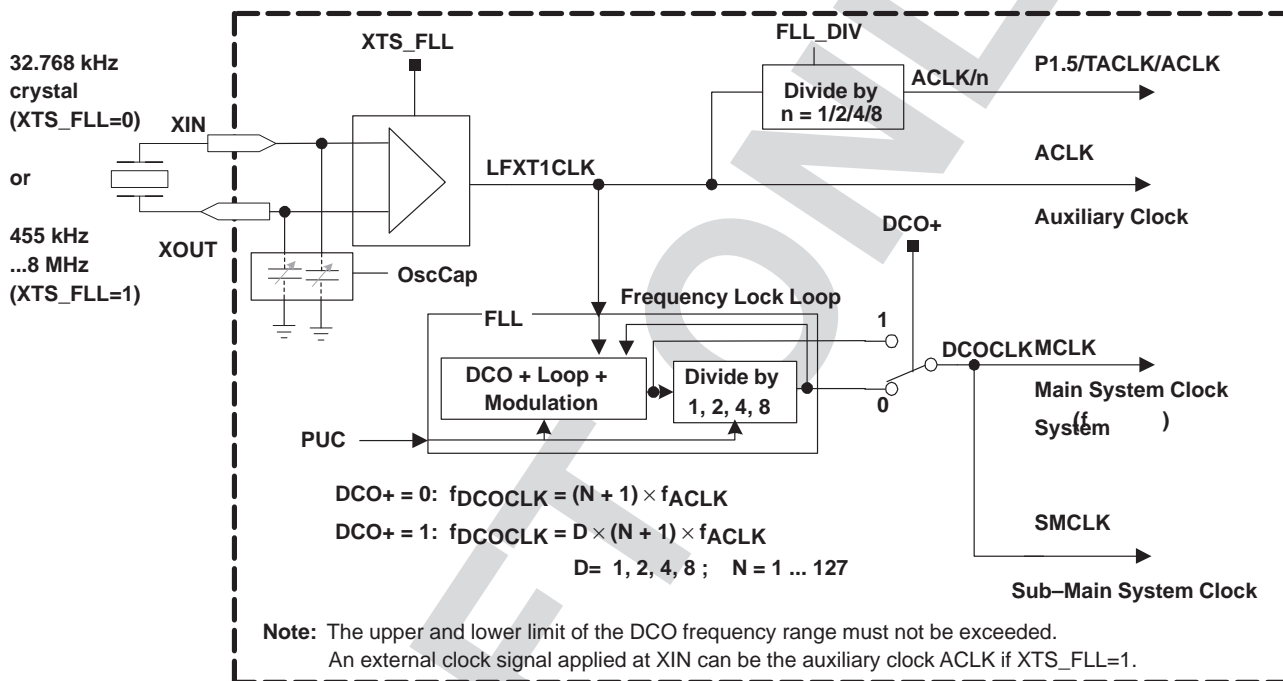 XTS_FLL
FLL_DIV
32.768 kHz
crystal
(XTS_FLL=0)
XIN
or
XOUT
455 kHz
...8 MHz
(XTS_FLL=1)
OscCap
LFXT1CLK
Divide by
n = 1/2/4/8
ACLK/n
P1.5/TACLK/ACLK
ACLK
Auxiliary Clock
DCO+
Frequency Lock Loop
FLL
1
0
DCO + Loop +
Modulation
Divide by
1, 2, 4, 8
PUC
DCOCLK
MCLK
Main System Clock
System
(f )
SMCLK
Sub–Main System Clock
DCO+ = 0: fDCOCLK = (N + 1) × fACLK
DCO+ = 1: fDCOCLK = D × (N + 1) × fACLK
D= 1, 2, 4, 8 ; N = 1 ... 127
Note: The upper and lower limit of the DCO frequency range must not be exceeded.
An external clock signal applied at XIN can be the auxiliary clock ACLK if XTS_FLL=1.